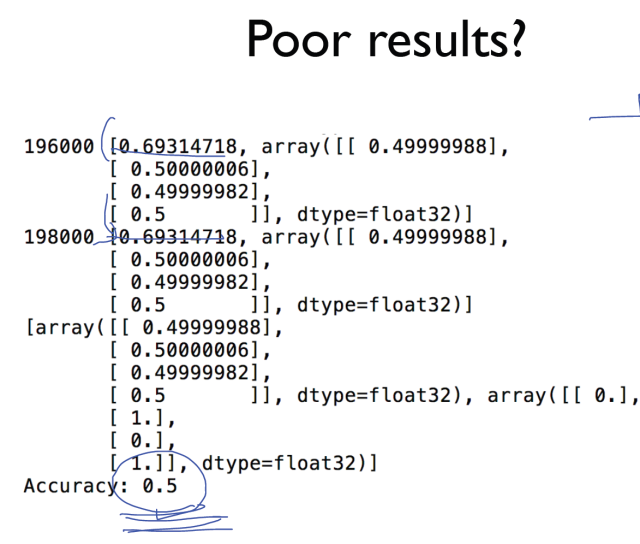 Poor results?
196000 [0.69314718, array([[ 0.49999988],
[ 0.50000006],
[ 0.49999982],
[ 0.5 ]], dtype=float32)]
198000 [0.69314718, array([[ 0.49999988],
[ 0.50000006],
[ 0.49999982],
[ 0.5 ]], dtype=float32)]
[array([[ 0.49999988],
[ 0.50000006],
[ 0.49999982],
[ 0.5 ]], dtype=float32), array([[ 0.],
[ 1.],
[ 0.],
[ 1.]], dtype=float32)]
Accuracy: 0.5